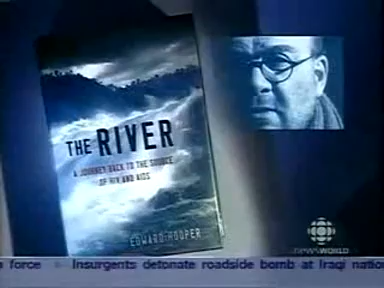 THE RIVER
A JOURNEY BACK TO THE SOURCE
OF HIV AND AIDS
EDWARD HOOPER
NEWSWORLD
force
Insurgents detonate roadside bomb at Iraqi natio